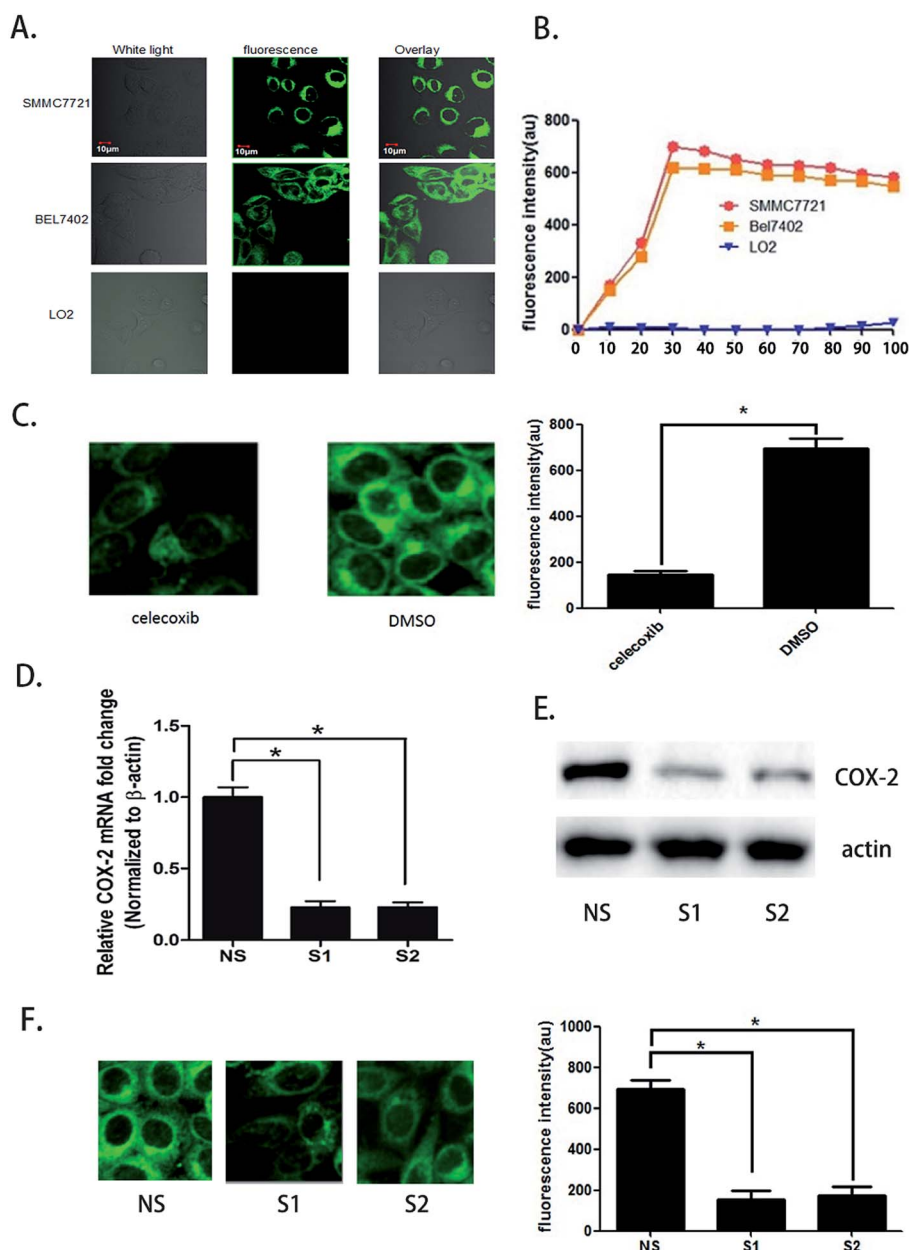 A.
White light fluorescence Overlay
SMMC7721
10μm 10μm 10μm
BEL7402
LO2
B.
fluorescence intensity(au)
800
600
400
200
0
SMMC7721
Bel7402
LO2
0 10 20 30 40 50 60 70 80 90 100
C.
celecoxib DMSO
fluorescence intensity(au)
800
600
400
200
0
*
celecoxib DMSO
D.
Relative COX-2 mRNA fold change
(Normalized to β-actin)
1.5
1.0
0.5
0.0
*
*
NS S1 S2
E.
COX-2
actin
NS S1 S2
F.
NS S1 S2
fluorescence intensity(au)
1000
800
600
400
200
0
*
*
NS S1 S2